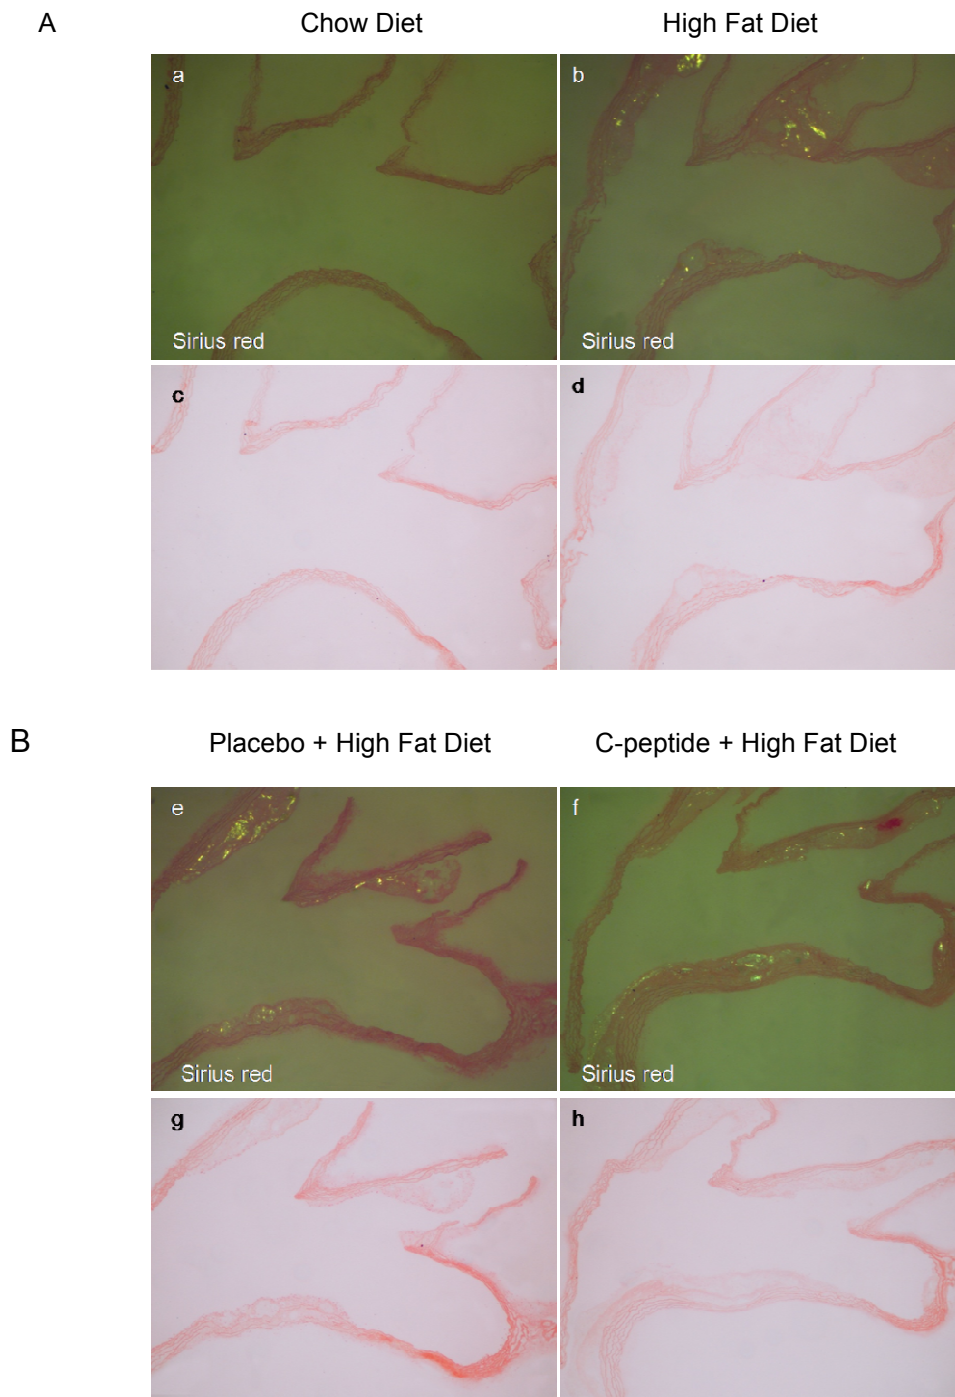 A
Chow Diet
High Fat Diet
a
b
Sirius red
Sirius red
c
d
B
Placebo + High Fat Diet
C-peptide + High Fat Diet
e
f
Sirius red
Sirius red
g
h